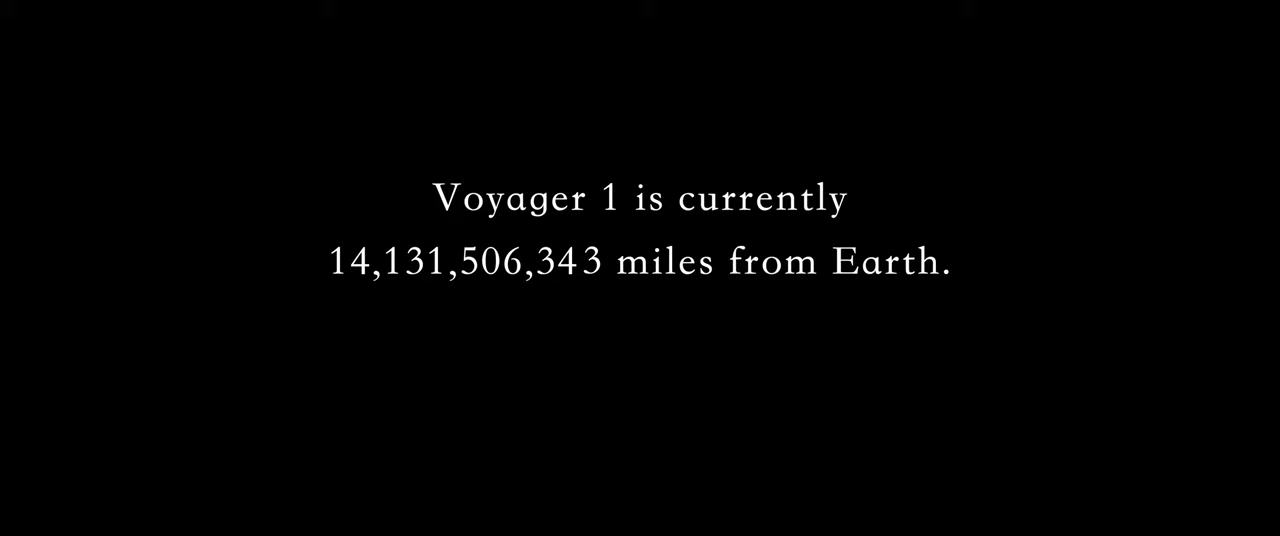 Voyager 1 is currently
14,131,506,343 miles from Earth.